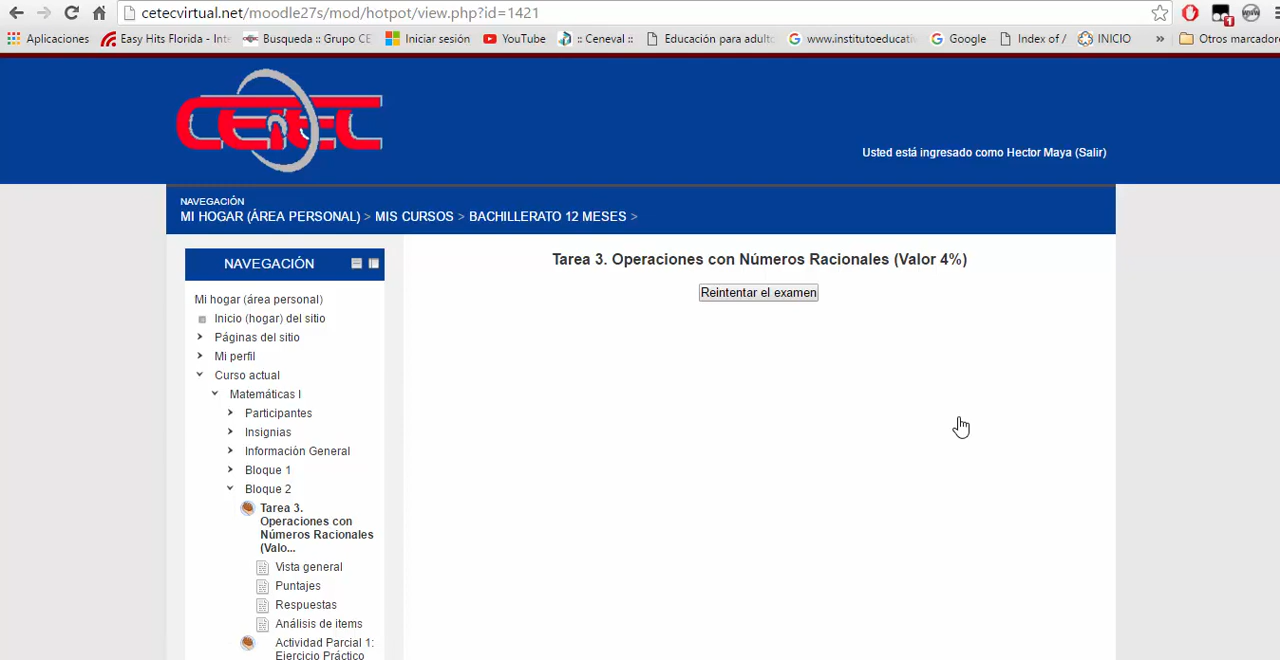 cetecvirtual.net/moodle27s/mod/hotpot/view.php?id=1421
Aplicaciones Easy Hits Florida - Inte Busqueda :: Grupo CE Iniciar sesión YouTube :: Ceneval :: Educación para adulto www.institutoeducati Google Index of / INICIO » Otros marcador
CETEC
Usted está ingresado como Hector Maya (Salir)
NAVEGACIÓN
MI HOGAR (ÁREA PERSONAL) > MIS CURSOS > BACHILLERATO 12 MESES >
NAVEGACIÓN
Tarea 3. Operaciones con Números Racionales (Valor 4%)
Reintentar el examen
Mi hogar (área personal)
Inicio (hogar) del sitio
Páginas del sitio
Mi perfil
Curso actual
Matemáticas I
Participantes
Insignias
Información General
Bloque 1
Bloque 2
Tarea 3.
Operaciones con
Números Racionales
(Valo...
Vista general
Puntajes
Respuestas
Análisis de items
Actividad Parcial 1:
Ejercicio Práctico